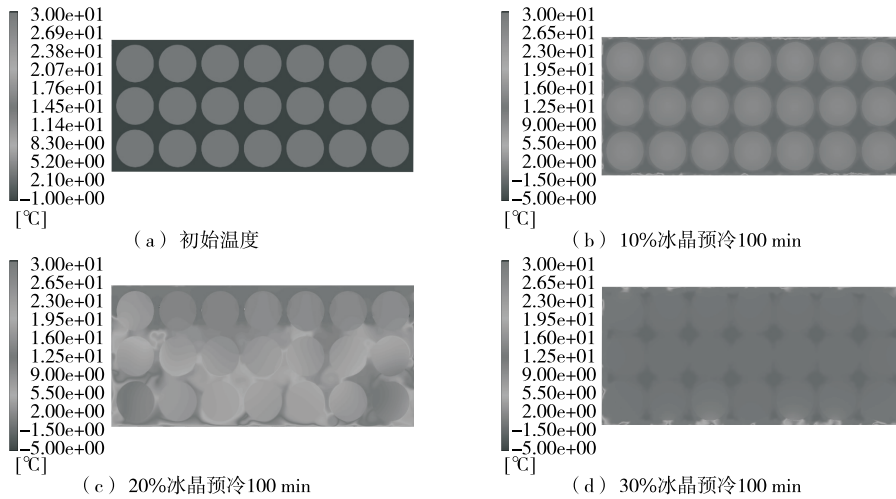 3.00e+01
2.69e+01
2.38e+01
2.07e+01
1.76e+01
1.45e+01
1.14e+01
8.30e+00
5.20e+00
2.10e+00
−1.00e+00
[℃]
（a） 初始温度
3.00e+01
2.65e+01
2.30e+01
1.95e+01
1.60e+01
1.25e+01
9.00e+00
5.50e+00
2.00e+00
−1.50e+00
−5.00e+00
[℃]
（b） 10%冰晶预冷100 min
3.00e+01
2.65e+01
2.30e+01
1.95e+01
1.60e+01
1.25e+01
9.00e+00
5.50e+00
2.00e+00
−1.50e+00
−5.00e+00
[℃]
（c） 20%冰晶预冷100 min
3.00e+01
2.65e+01
2.30e+01
1.95e+01
1.60e+01
1.25e+01
9.00e+00
5.50e+00
2.00e+00
−1.50e+00
−5.00e+00
[℃]
（d） 30%冰晶预冷100 min